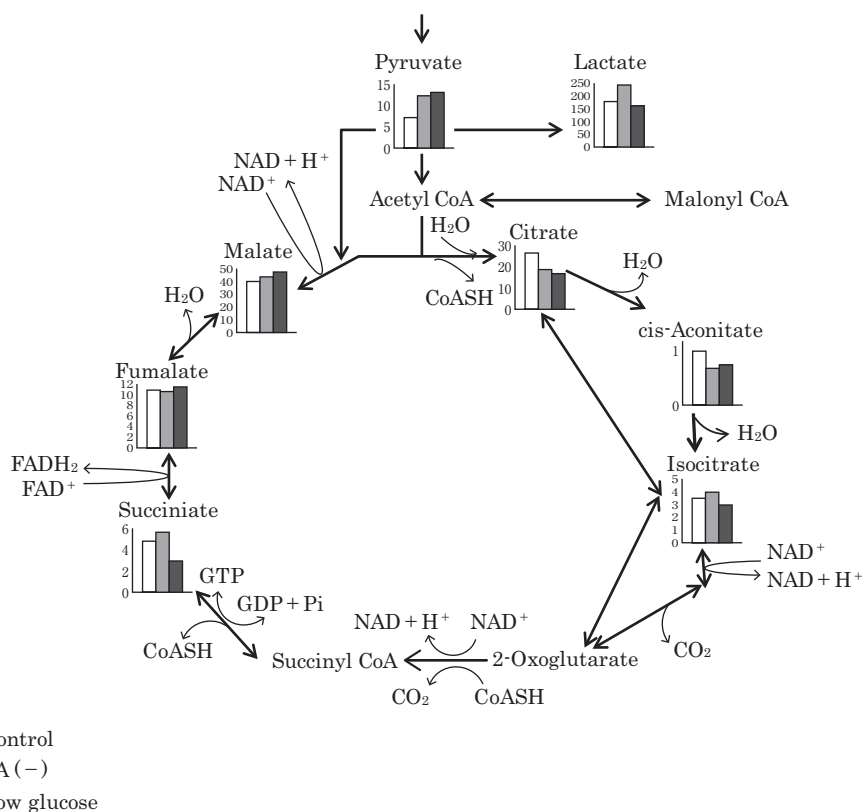 Pyruvate
15
10
5
0
Lactate
250
200
150
100
50
0
NAD+H⁺
NAD⁺
Acetyl CoA
Malonyl CoA
H₂O
Citrate
30
20
10
0
CoASH
H₂O
Malate
50
40
30
20
10
0
H₂O
cis-Aconitate
1
0
H₂O
Fumalate
12
10
8
6
4
2
0
Isocitrate
5
4
3
2
1
0
FADH₂
FAD⁺
Succiniate
6
4
2
0
NAD⁺
NAD+H⁺
GTP
GDP+Pi
CoASH
NAD+H⁺ NAD⁺
Succinyl CoA
2-Oxoglutarate
CO₂
CO₂ CoASH
ontrol
A(−)
ow glucose